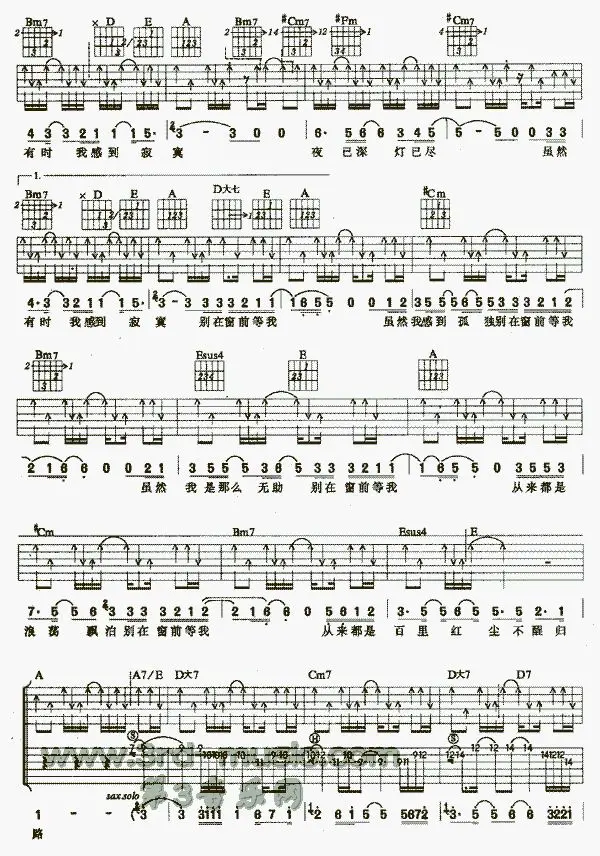 Bm7 D E A Bm7 #Cm7 #Fm #Cm7
4 3 3 2 1 1 1 1 5· 3 - 3 0 0 6· 5 6 6 3 4 5 5 - 5 0 0 3 3
有时 我感到 寂寞 夜已深 灯已尽 虽然
1.
Bm7 D E A D大七 E A #Cm
4·3 3 2 1 1 1 5· 3 - 3 3 3 3 2 1 1 1 6 5 5 0 0 1 2 3 5 5 5 6 5 3 3 3 3 2 1 2
有时 我感到 寂寞 别在窗前等我 虽然我感到 孤独别在窗前等我
Bm7 Esus4 E A
2 1 6 6 0 0 2 1 3 5 5 5 3 6 5 3 3 3 2 1 1 1 6 5 5 0 3 5 5 3
虽然 我是那么 无助 别在窗前等我 从来都是
#Cm Bm7 Esus4 E
7· 5 5 6 3 3 3 3 2 1 2 2 1 6 6 0 5 6 1 2 3· 5 5 6 5 5· 5 2· 1
浪荡 飘泊别在窗前等我 从来都是 百里红尘不醒归
A A7/E D大7 Cm7 D大7 D7
www.srd-music.com
第3音乐网
sax solo
1 - - 3 3 3111 1 6 7 1 2 6 1 2 5 5 5672 3· 5 6 6 6 3221
路